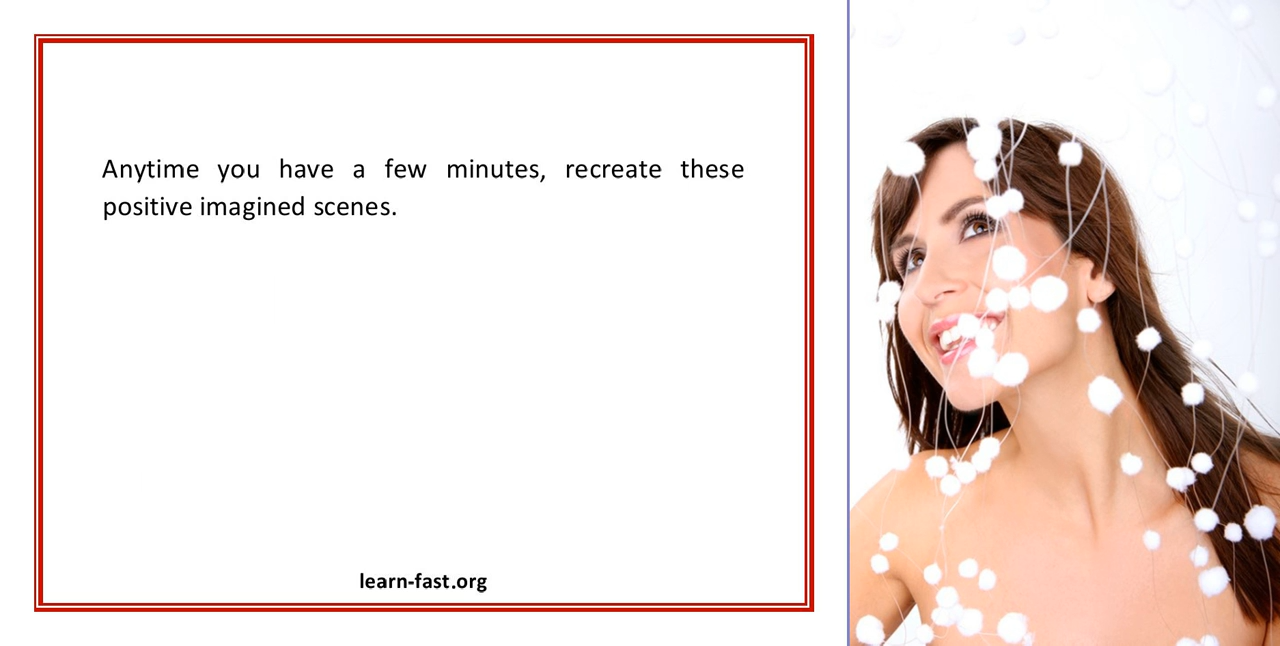 Anytime you have a few minutes, recreate these
positive imagined scenes.
learn-fast.org